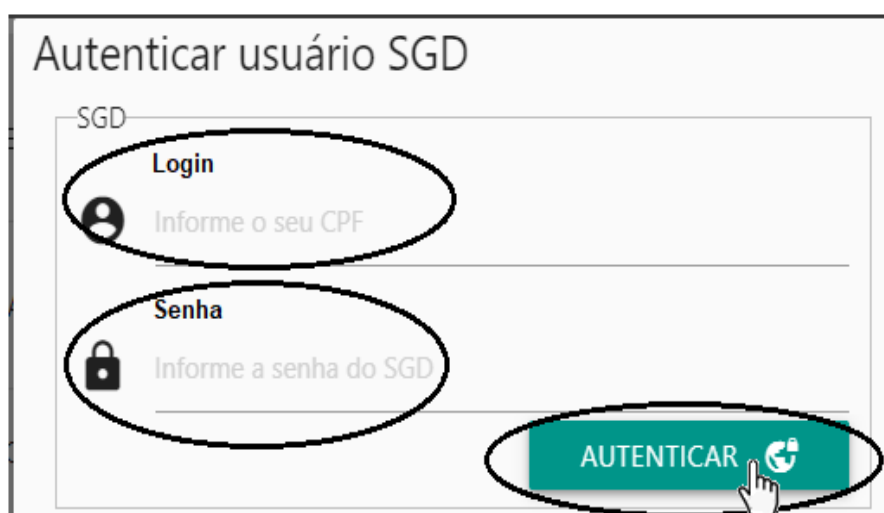 Autenticar usuário SGD
SGD
Login
Informe o seu CPF
Senha
Informe a senha do SGD
AUTENTICAR